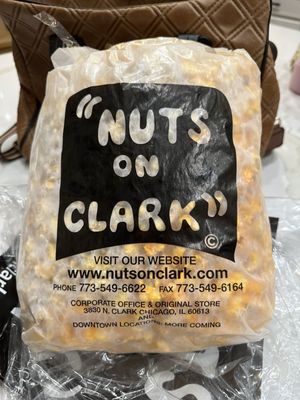 "NUTS
ON
CLARK"
©
VISIT OUR WEBSITE
www.nutsonclark.com
PHONE 773-549-6622 FAX 773-549-6164
CORPORATE OFFICE & ORIGINAL STORE
3830 N. CLARK CHICAGO, IL 60613
AND
DOWNTOWN LOCATIONS, MORE COMING